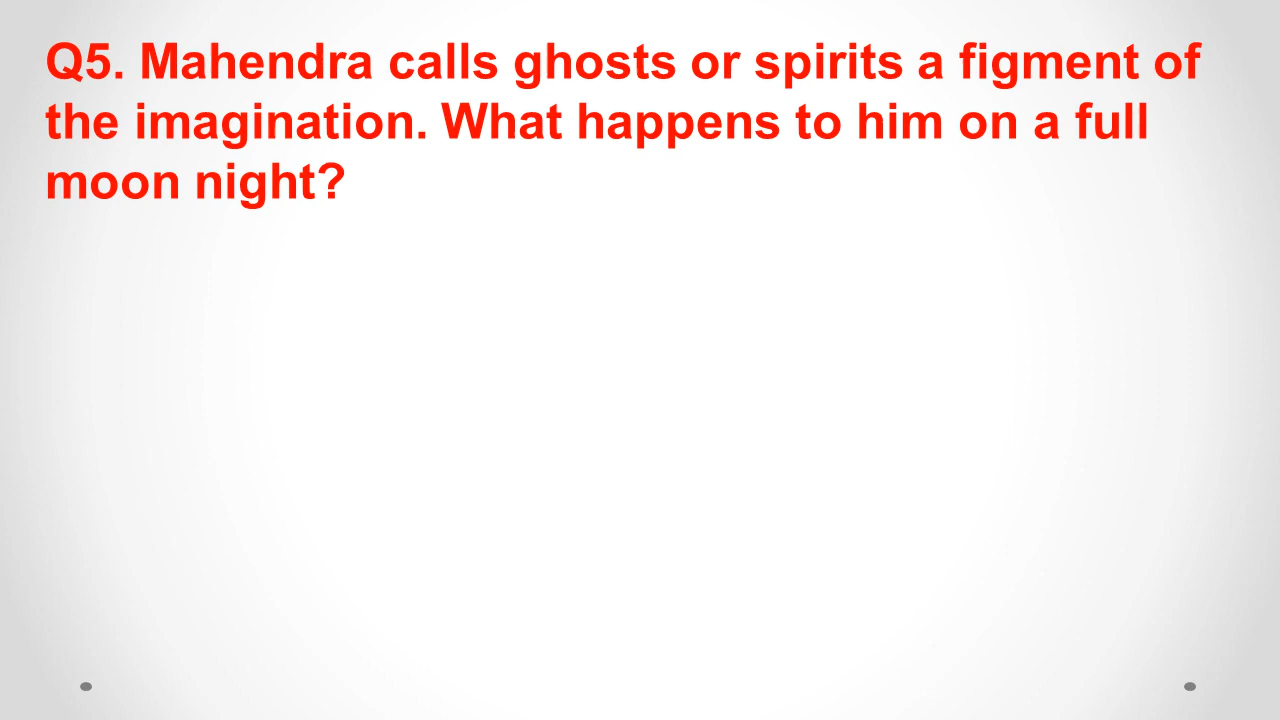 Q5. Mahendra calls ghosts or spirits a figment of
the imagination. What happens to him on a full
moon night?